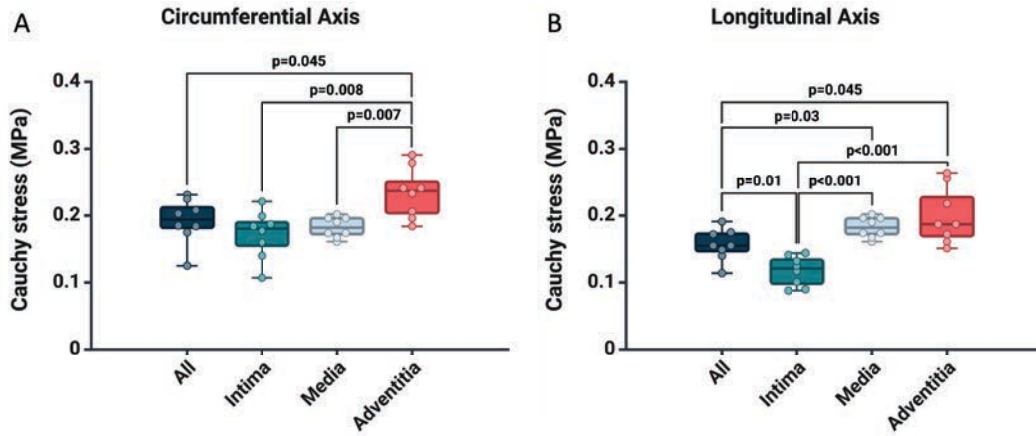 A
Circumferential Axis
p=0.045
p=0.008
p=0.007
Cauchy stress (MPa)
0.4
0.3
0.2
0.1
0
All
Intima
Media
Adventitia
B
Longitudinal Axis
p=0.045
p=0.03
p<0.001
p=0.01
p<0.001
Cauchy stress (MPa)
0.4
0.3
0.2
0.1
0
All
Intima
Media
Adventitia